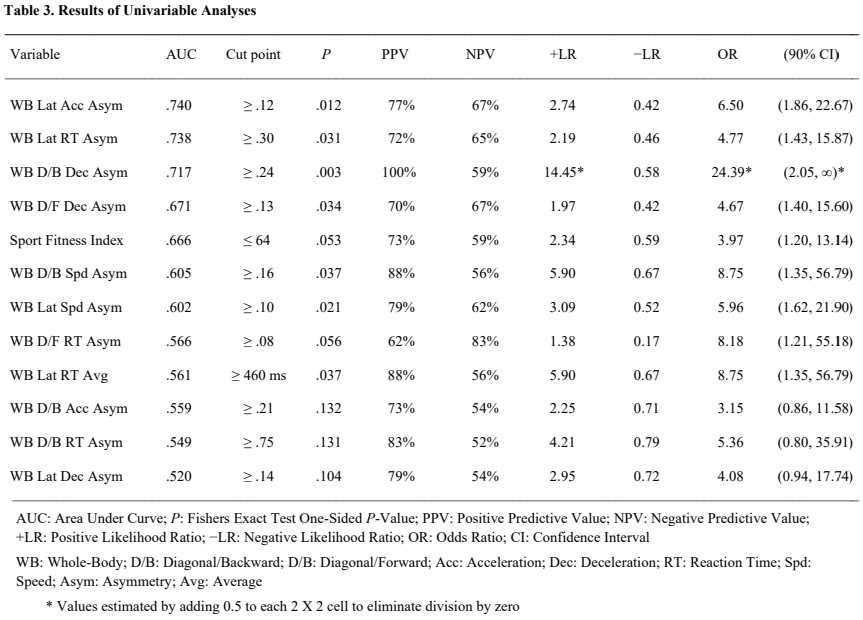 Table 3. Results of Univariable Analyses
Variable AUC Cut point P PPV NPV +LR −LR OR (90% CI)
WB Lat Acc Asym .740 ≥ .12 .012 77% 67% 2.74 0.42 6.50 (1.86, 22.67)
WB Lat RT Asym .738 ≥ .30 .031 72% 65% 2.19 0.46 4.77 (1.43, 15.87)
WB D/B Dec Asym .717 ≥ .24 .003 100% 59% 14.45* 0.58 24.39* (2.05, ∞)*
WB D/F Dec Asym .671 ≥ .13 .034 70% 67% 1.97 0.42 4.67 (1.40, 15.60)
Sport Fitness Index .666 ≤ 64 .053 73% 59% 2.34 0.59 3.97 (1.20, 13.14)
WB D/B Spd Asym .605 ≥ .16 .037 88% 56% 5.90 0.67 8.75 (1.35, 56.79)
WB Lat Spd Asym .602 ≥ .10 .021 79% 62% 3.09 0.52 5.96 (1.62, 21.90)
WB D/F RT Asym .566 ≥ .08 .056 62% 83% 1.38 0.17 8.18 (1.21, 55.18)
WB Lat RT Avg .561 ≥ 460 ms .037 88% 56% 5.90 0.67 8.75 (1.35, 56.79)
WB D/B Acc Asym .559 ≥ .21 .132 73% 54% 2.25 0.71 3.15 (0.86, 11.58)
WB D/B RT Asym .549 ≥ .75 .131 83% 52% 4.21 0.79 5.36 (0.80, 35.91)
WB Lat Dec Asym .520 ≥ .14 .104 79% 54% 2.95 0.72 4.08 (0.94, 17.74)
AUC: Area Under Curve; P: Fishers Exact Test One-Sided P-Value; PPV: Positive Predictive Value; NPV: Negative Predictive Value;
+LR: Positive Likelihood Ratio; −LR: Negative Likelihood Ratio; OR: Odds Ratio; CI: Confidence Interval
WB: Whole-Body; D/B: Diagonal/Backward; D/B: Diagonal/Forward; Acc: Acceleration; Dec: Deceleration; RT: Reaction Time; Spd:
Speed; Asym: Asymmetry; Avg: Average
* Values estimated by adding 0.5 to each 2 X 2 cell to eliminate division by zero